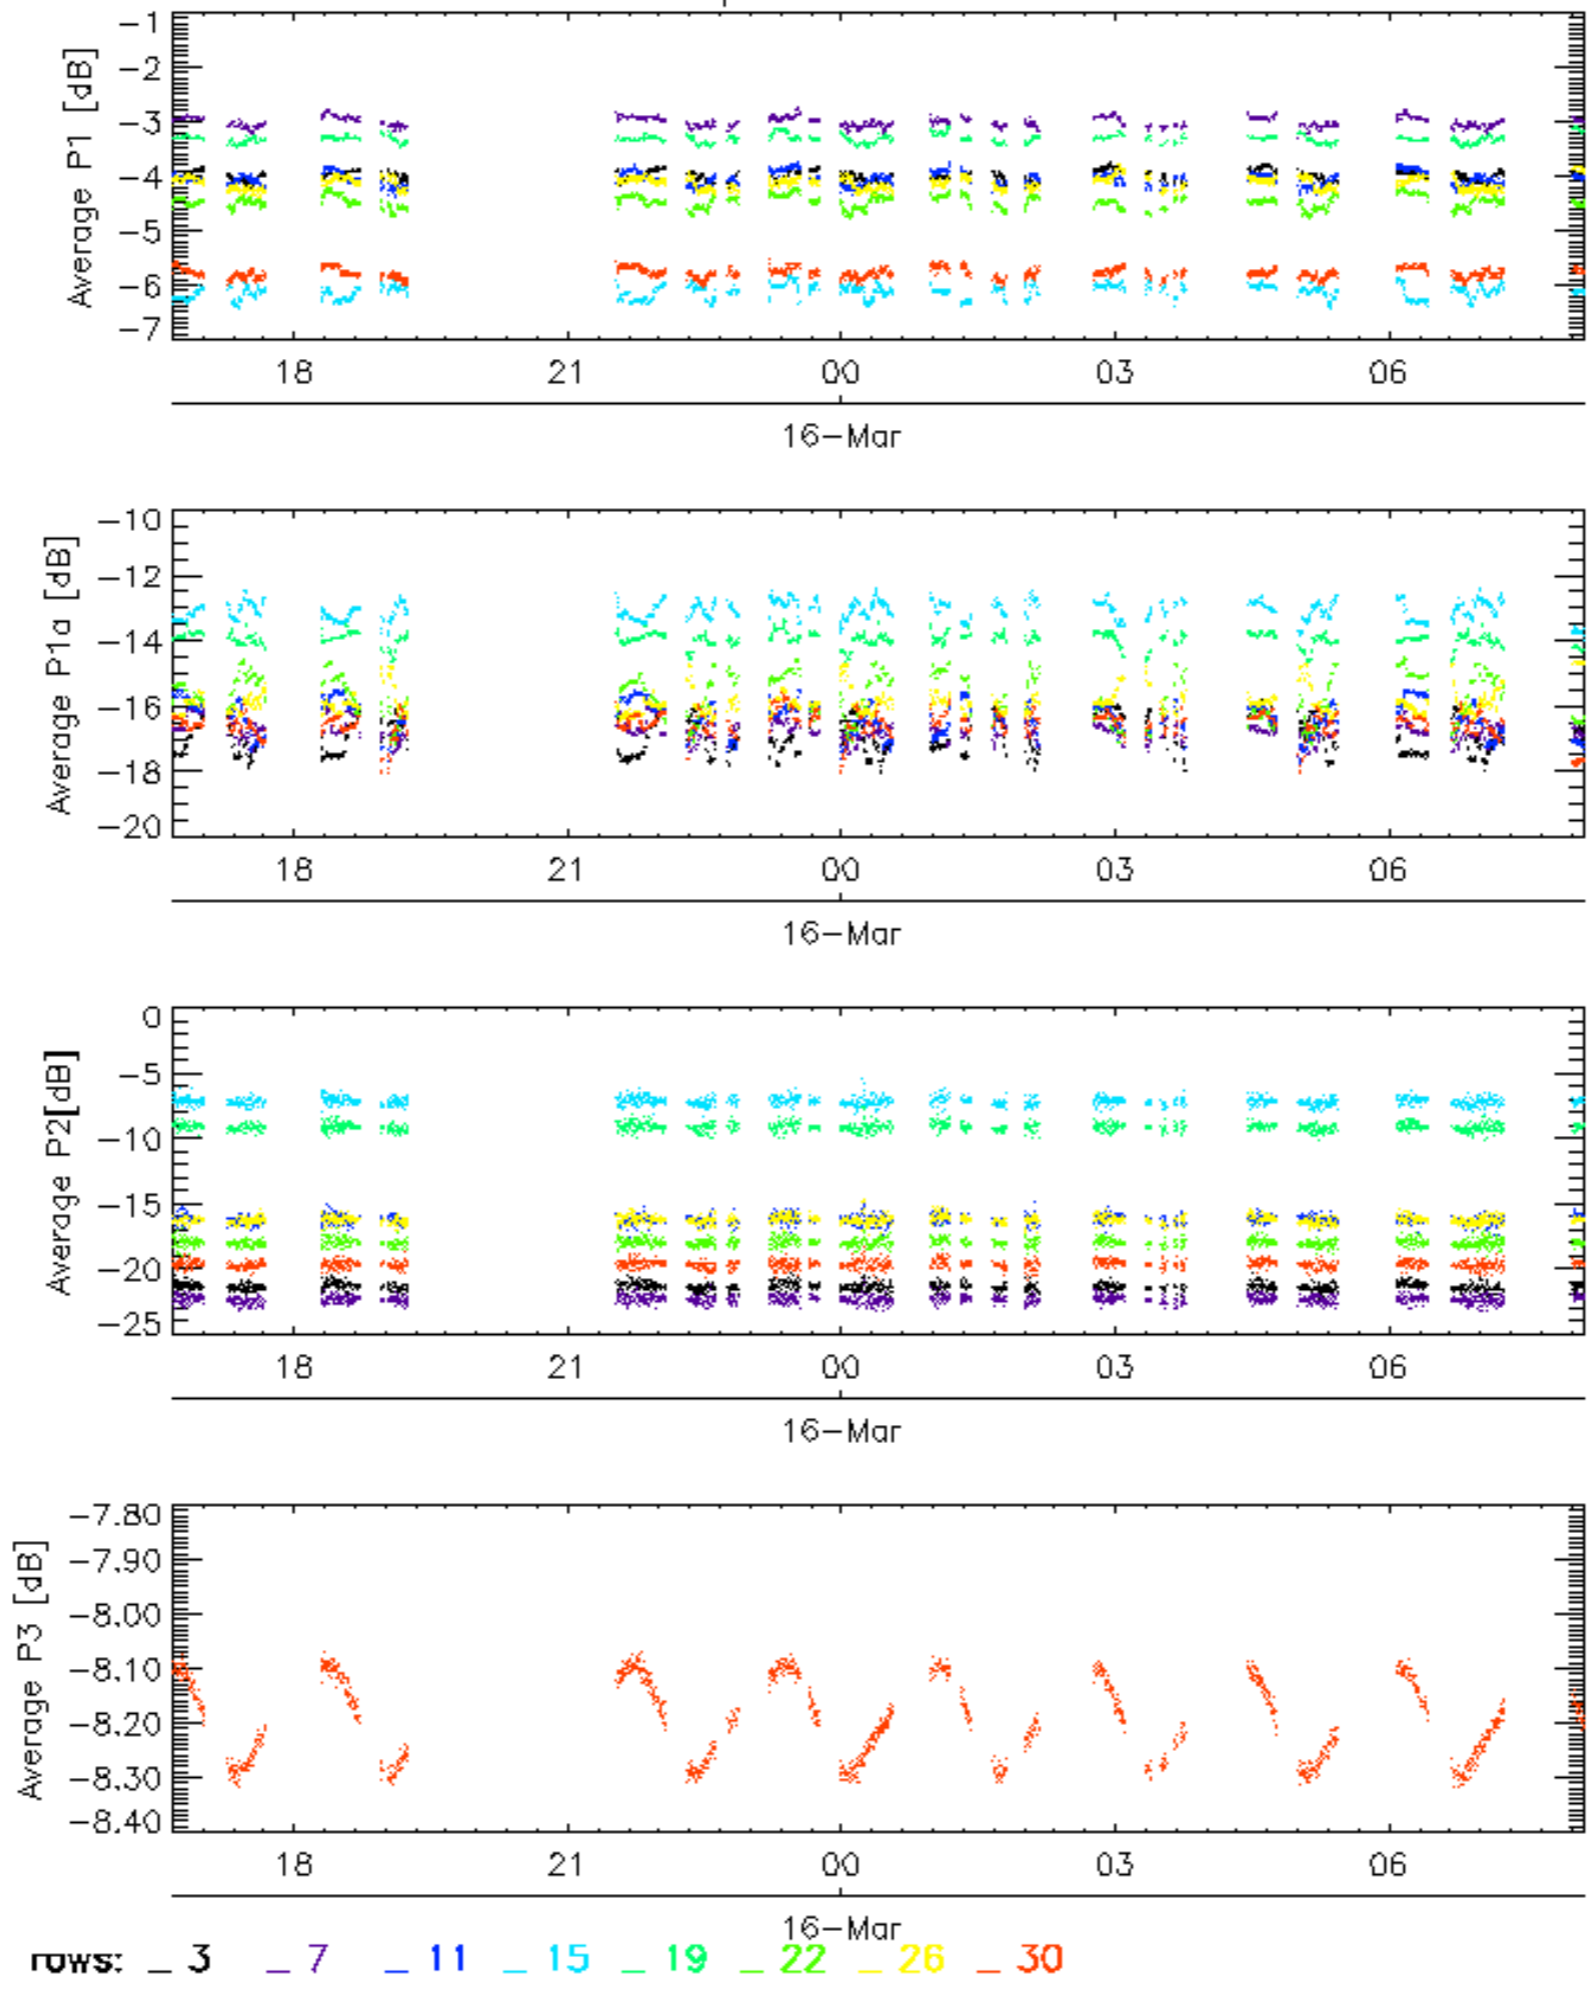 -1
-2
-3
-4
-5
-6
-7
Average P1 [dB]
18 21 00 03 06
16-Mar
-10
-12
-14
-16
-18
-20
Average P1a [dB]
18 21 00 03 06
16-Mar
0
-5
-10
-15
-20
-25
Average P2[dB]
18 21 00 03 06
16-Mar
-7.80
-7.90
-8.00
-8.10
-8.20
-8.30
-8.40
Average P3 [dB]
18 21 00 03 06
16-Mar
rows: _ 3 _ 7 _ 11 _ 15 _ 19 _ 22 _ 26 _ 30